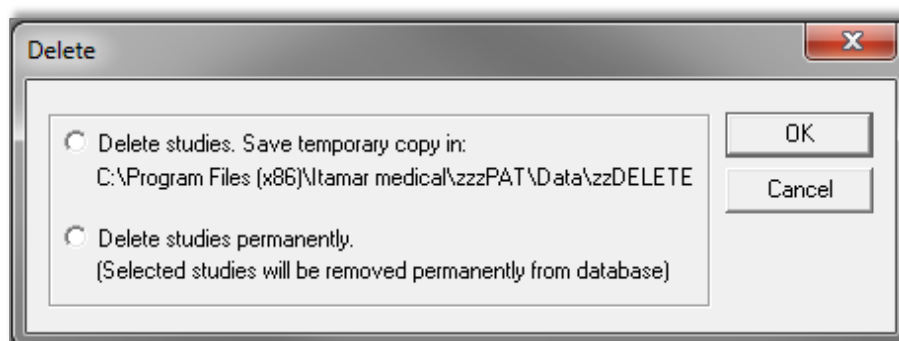 Delete
Delete studies. Save temporary copy in:
C:\Program Files (x86)\Itamar medical\zzzPAT\Data\zzDELETE
Delete studies permanently.
(Selected studies will be removed permanently from database)
OK
Cancel